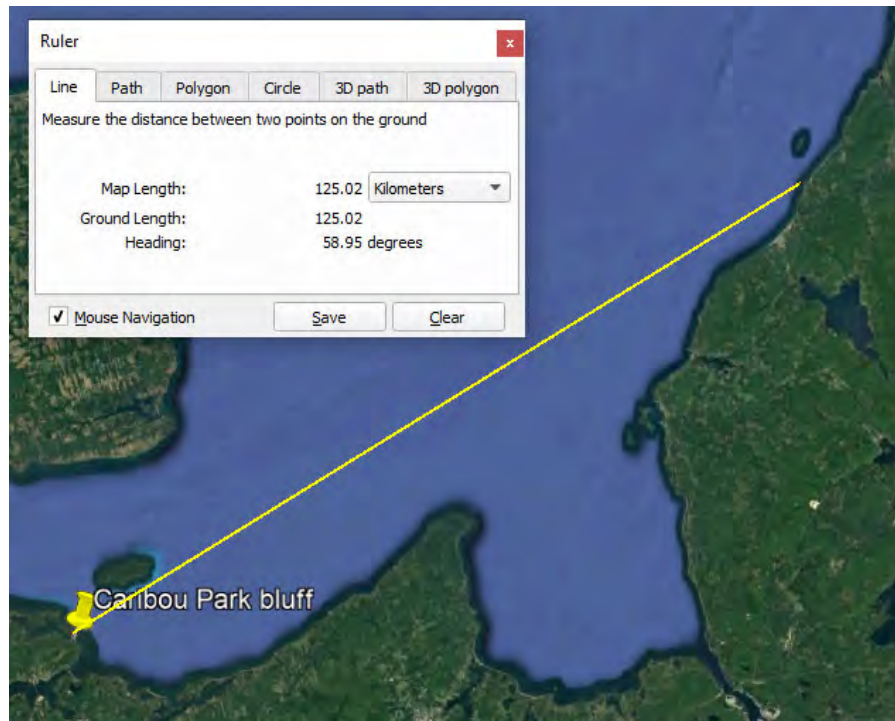 Ruler
x
Line Path Polygon Circle 3D path 3D polygon
Measure the distance between two points on the ground
Map Length: 125.02 Kilometers
Ground Length: 125.02
Heading: 58.95 degrees
Mouse Navigation Save Clear
Caribou Park bluff